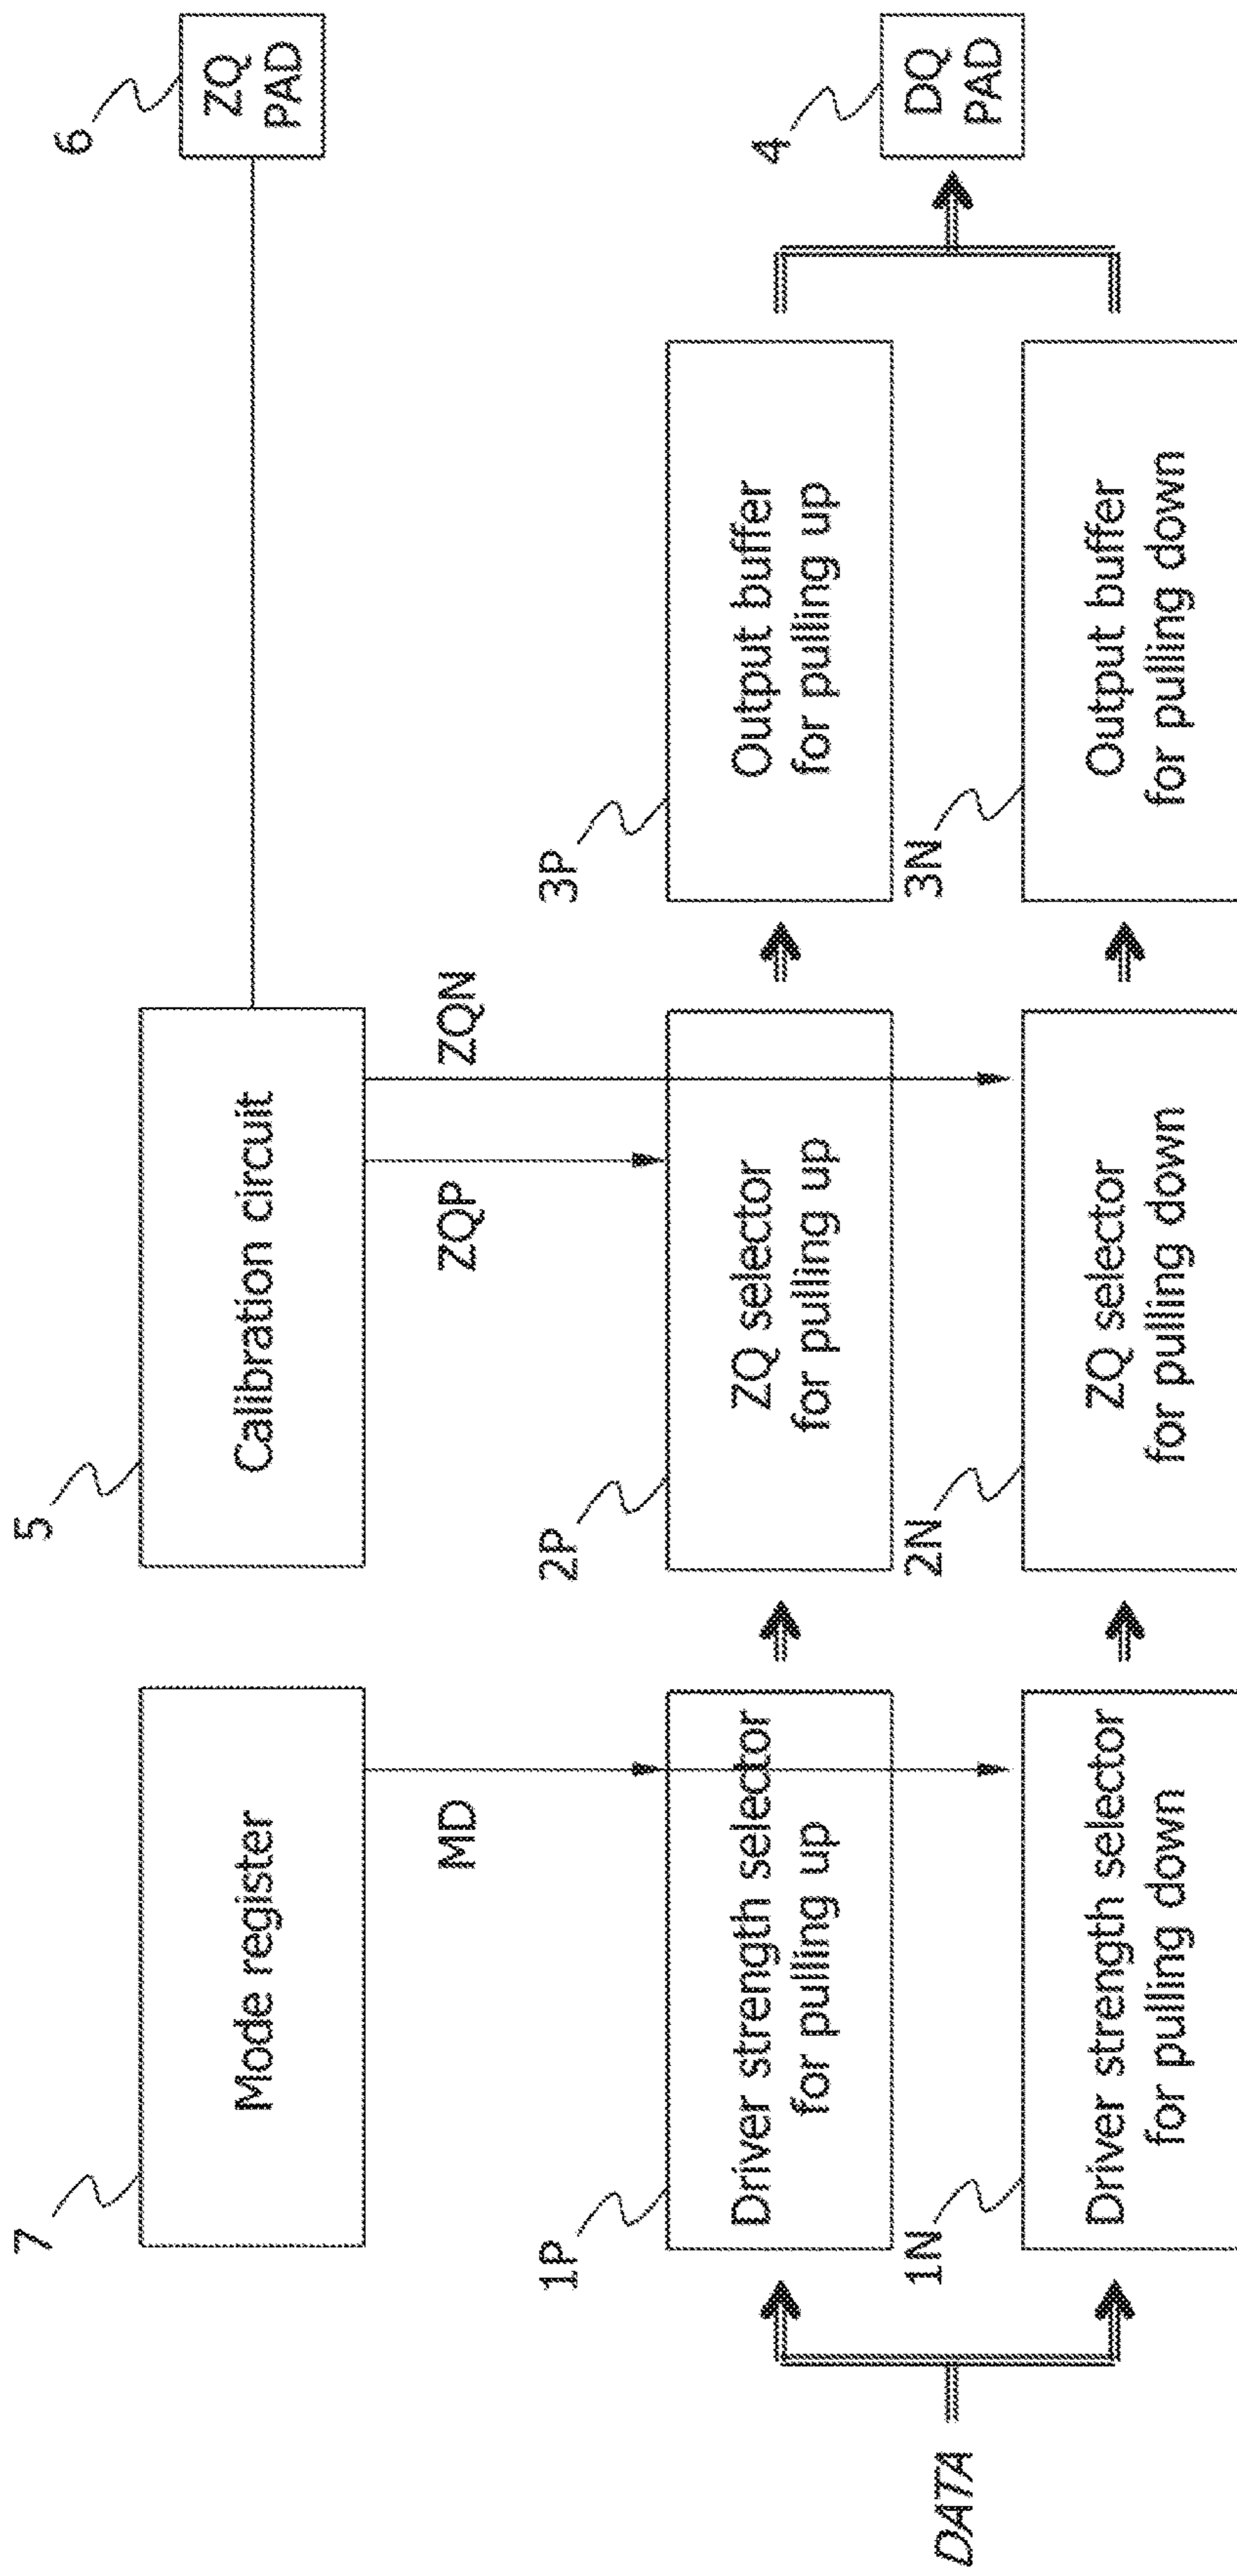 7
Mode register
5
Calibration circuit
6
ZQ
PAD
MD
ZQP
ZQN
1P
Driver strength selector
for pulling up
2P
ZQ selector
for pulling up
3P
Output buffer
for pulling up
4
DQ
PAD
DATA
1N
Driver strength selector
for pulling down
2N
ZQ selector
for pulling down
3N
Output buffer
for pulling down